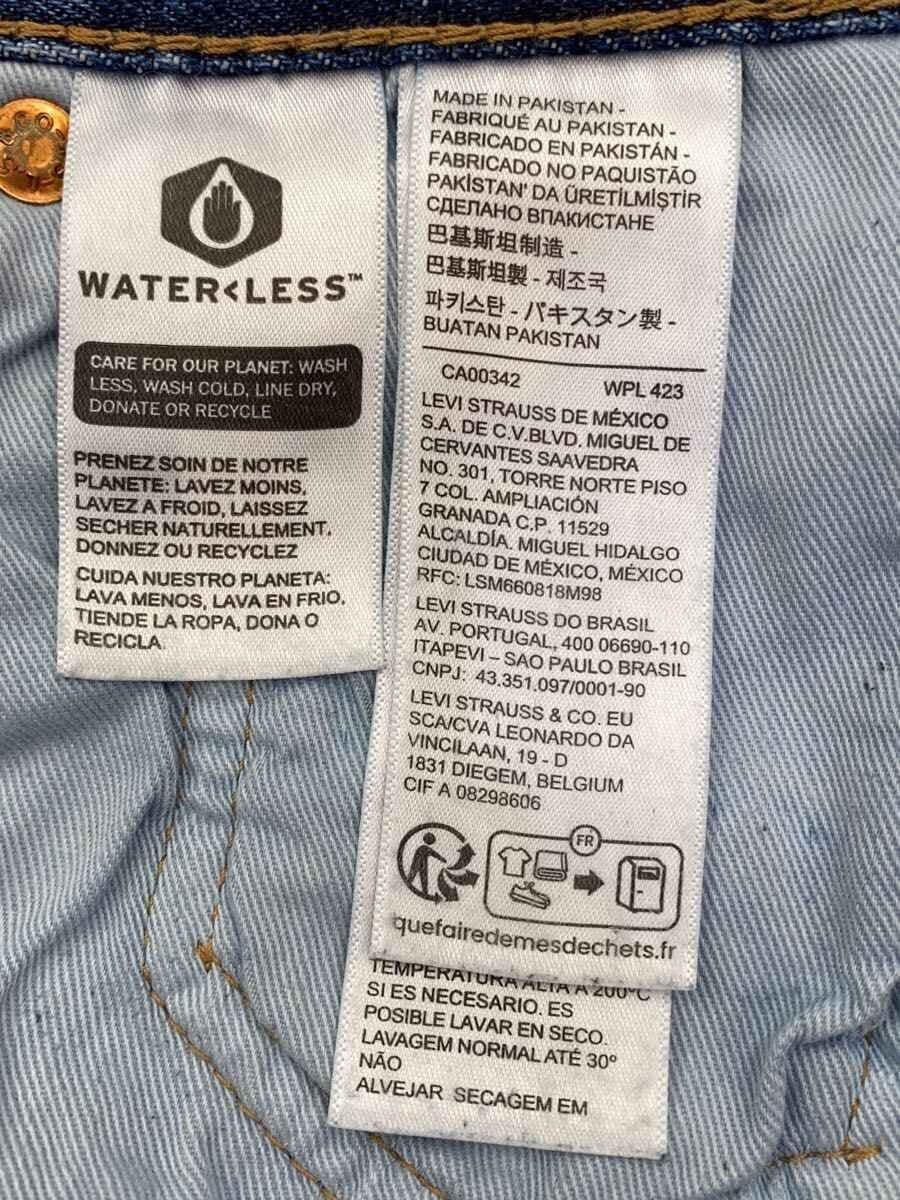 WATER<LESS™
CARE FOR OUR PLANET: WASH
LESS, WASH COLD, LINE DRY,
DONATE OR RECYCLE
PRENEZ SOIN DE NOTRE
PLANETE: LAVEZ MOINS,
LAVEZ A FROID, LAISSEZ
SECHER NATURELLEMENT,
DONNEZ OU RECYCLEZ
CUIDA NUESTRO PLANETA:
LAVA MENOS, LAVA EN FRIO,
TIENDE LA ROPA, DONA O
RECICLA.
MADE IN PAKISTAN -
FABRIQUÉ AU PAKISTAN -
FABRICADO EN PAKISTÁN -
FABRICADO NO PAQUISTÃO
PAKİSTAN' DA ÜRETİLMİŞTİR
СДЕЛАНО ВПАКИСТАНЕ
巴基斯坦制造 -
巴基斯坦製 - 제조국
파키스탄 - パキスタン製 -
BUATAN PAKISTAN
CA00342 WPL 423
LEVI STRAUSS DE MÉXICO
S.A. DE C.V.BLVD. MIGUEL DE
CERVANTES SAAVEDRA
NO. 301, TORRE NORTE PISO
7 COL. AMPLIACIÓN
GRANADA C.P. 11529
ALCALDÍA. MIGUEL HIDALGO
CIUDAD DE MÉXICO, MÉXICO
RFC: LSM660818M98
LEVI STRAUSS DO BRASIL
AV. PORTUGAL, 400 06690-110
ITAPEVI – SAO PAULO BRASIL
CNPJ: 43.351.097/0001-90
LEVI STRAUSS & CO. EU
SCA/CVA LEONARDO DA
VINCILAAN, 19 - D
1831 DIEGEM, BELGIUM
CIF A 08298606
FR
quefairedemesdechets.fr
TEMPERATURA ALTA A 200ºC
SI ES NECESARIO. ES
POSIBLE LAVAR EN SECO.
LAVAGEM NORMAL ATÉ 30º
NÃO
ALVEJAR SECAGEM EM